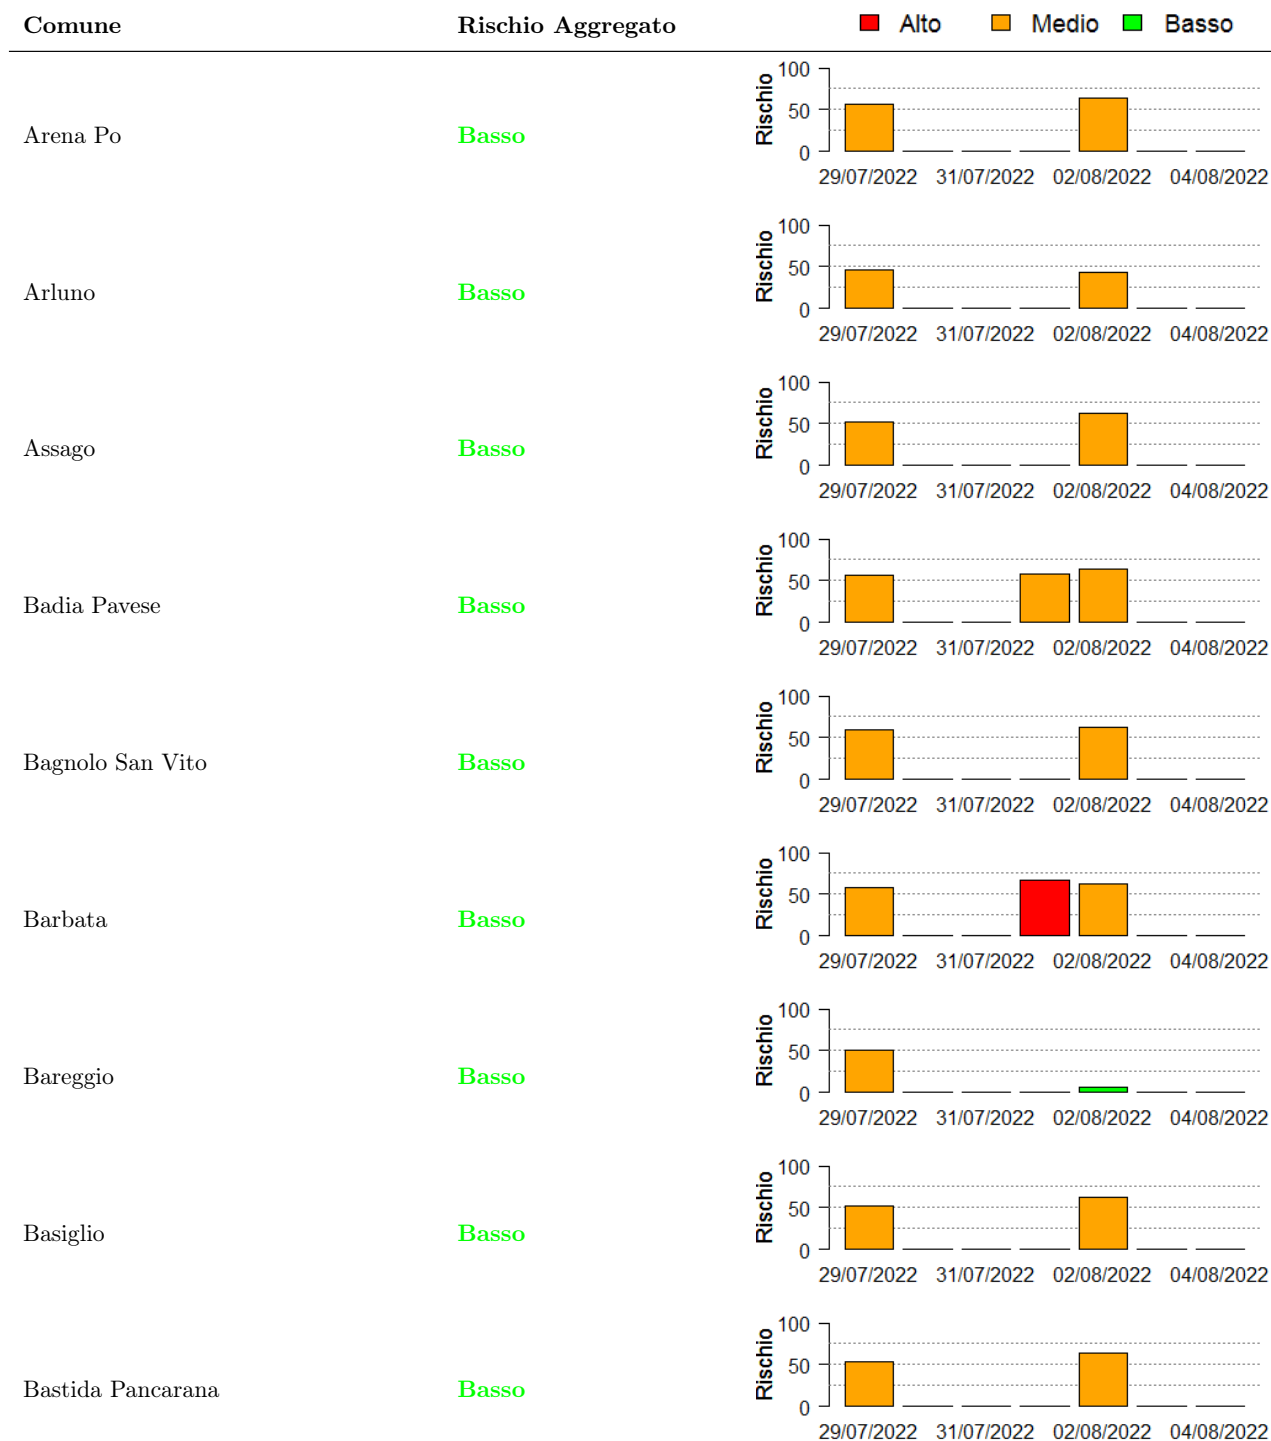 Comune Rischio Aggregato Alto Medio Basso
100
50
0
Rischio
Arena Po Basso
29/07/2022 31/07/2022 02/08/2022 04/08/2022
100
50
0
Rischio
Arluno Basso
29/07/2022 31/07/2022 02/08/2022 04/08/2022
100
50
0
Rischio
Assago Basso
29/07/2022 31/07/2022 02/08/2022 04/08/2022
100
50
0
Rischio
Badia Pavese Basso
29/07/2022 31/07/2022 02/08/2022 04/08/2022
100
50
0
Rischio
Bagnolo San Vito Basso
29/07/2022 31/07/2022 02/08/2022 04/08/2022
100
50
0
Rischio
Barbata Basso
29/07/2022 31/07/2022 02/08/2022 04/08/2022
100
50
0
Rischio
Bareggio Basso
29/07/2022 31/07/2022 02/08/2022 04/08/2022
100
50
0
Rischio
Basiglio Basso
29/07/2022 31/07/2022 02/08/2022 04/08/2022
100
50
0
Rischio
Bastida Pancarana Basso
29/07/2022 31/07/2022 02/08/2022 04/08/2022